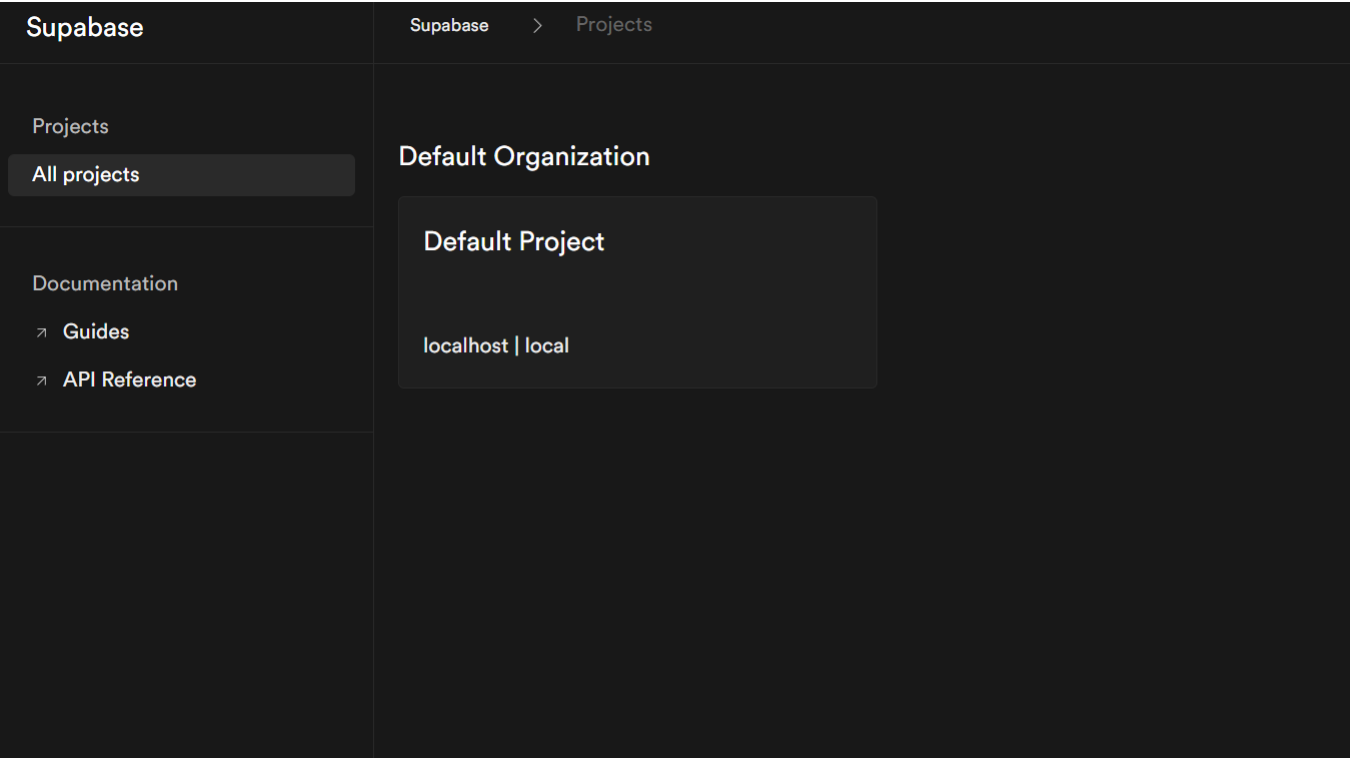 Supabase
Supabase > Projects
Projects
All projects
Documentation
Guides
API Reference
Default Organization
Default Project
localhost | local